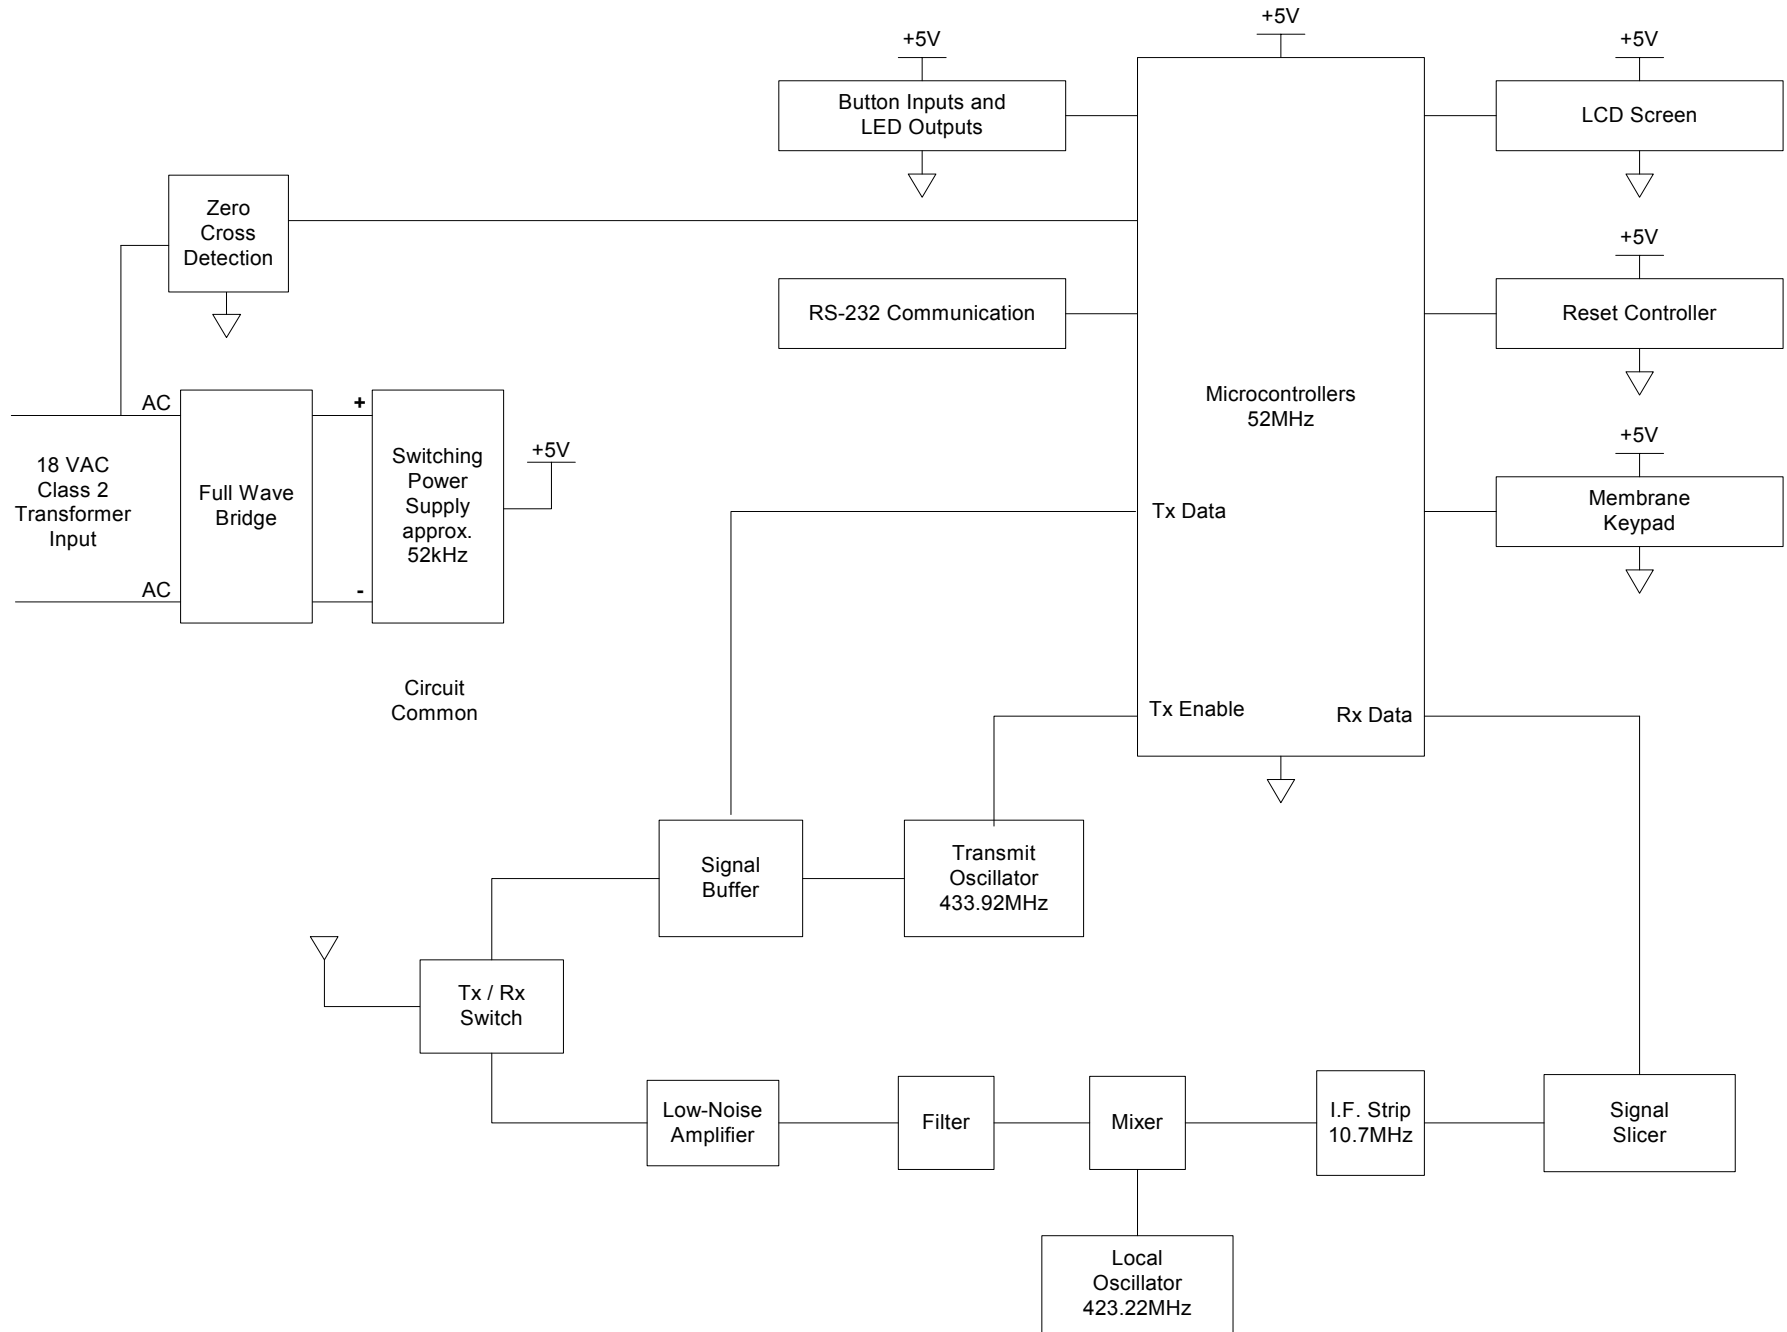 +5V
+5V
+5V
Button Inputs and
LED Outputs
LCD Screen
Zero
Cross
Detection
+5V
RS-232 Communication
Reset Controller
Microcontrollers
52MHz
AC
+
18 VAC
Class 2
Transformer
Input
AC
Full Wave
Bridge
-
Switching
Power
Supply
approx.
52kHz
+5V
+5V
Membrane
Keypad
Tx Data
Circuit
Common
Tx Enable
Rx Data
Signal
Buffer
Transmit
Oscillator
433.92MHz
Tx / Rx
Switch
Low-Noise
Amplifier
Filter
Mixer
I.F. Strip
10.7MHz
Signal
Slicer
Local
Oscillator
423.22MHz